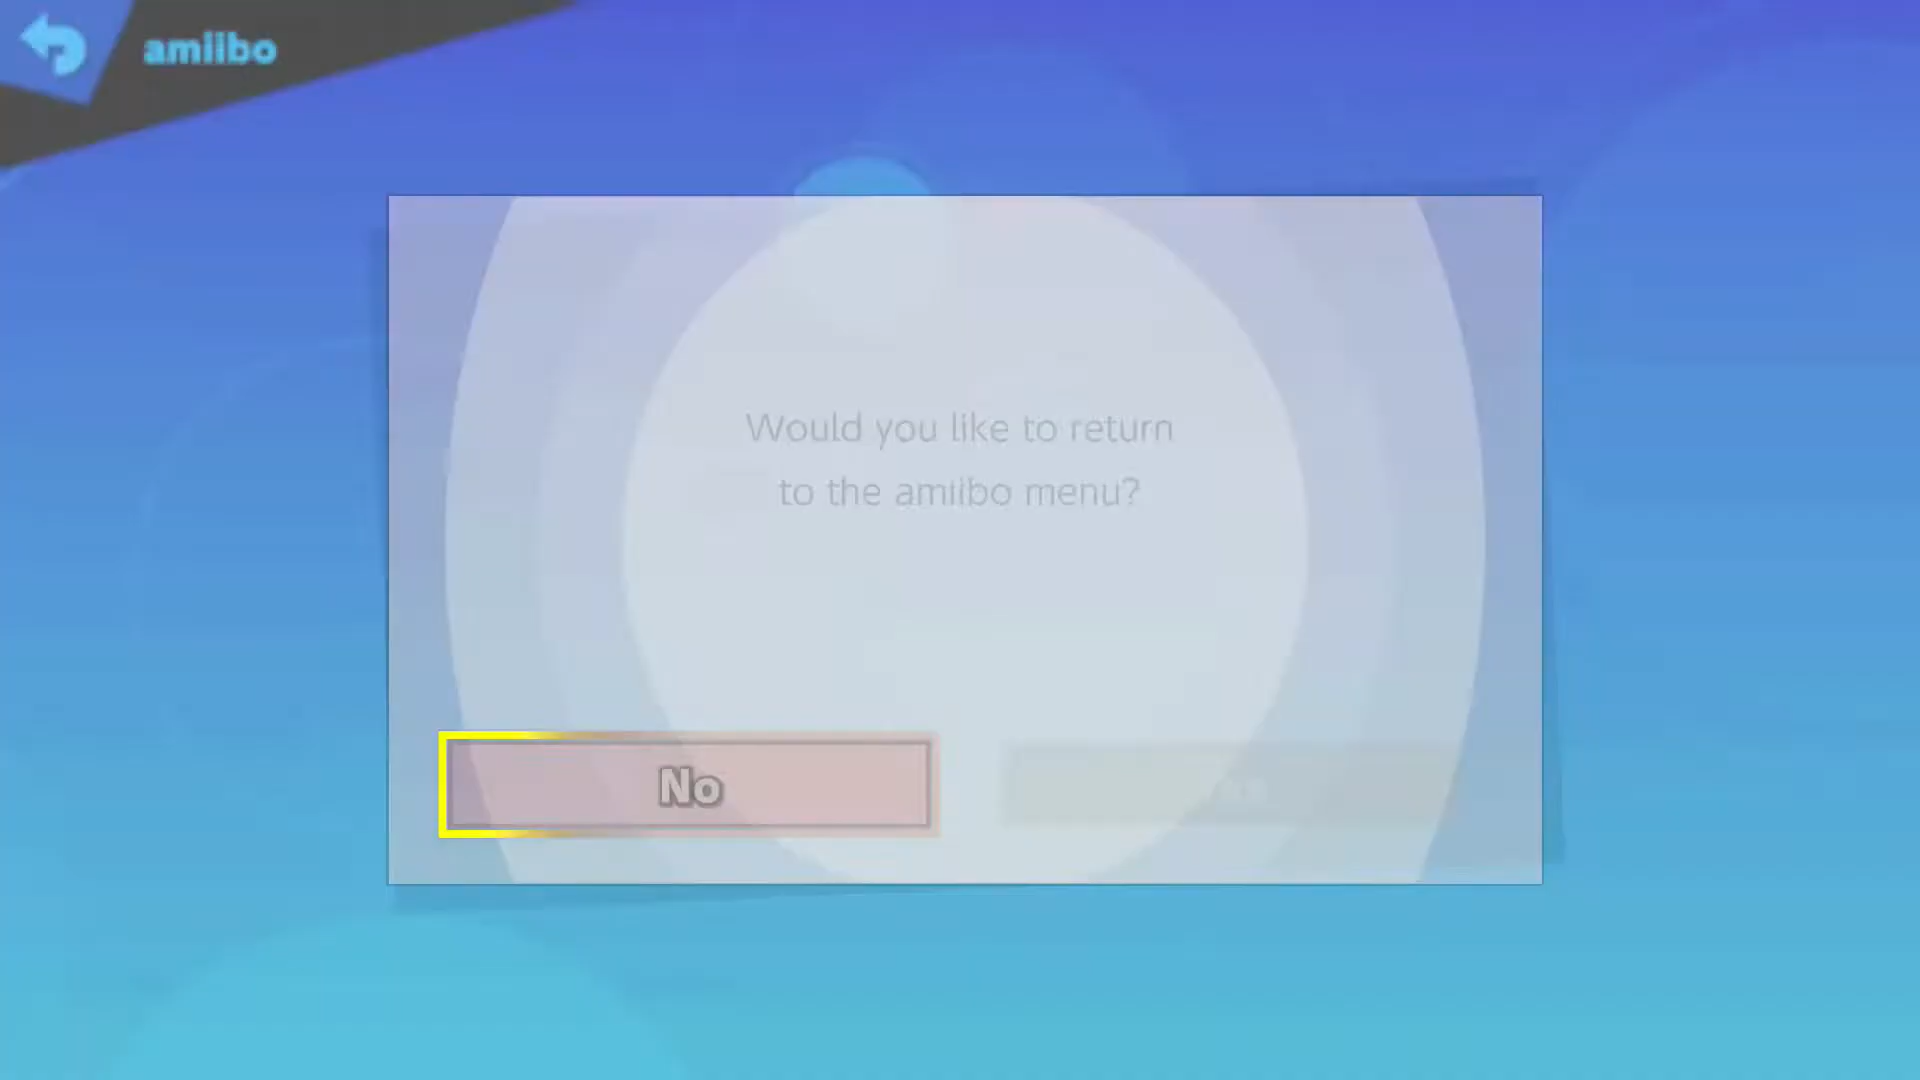 amiibo
Would you like to return
to the amiibo menu?
No